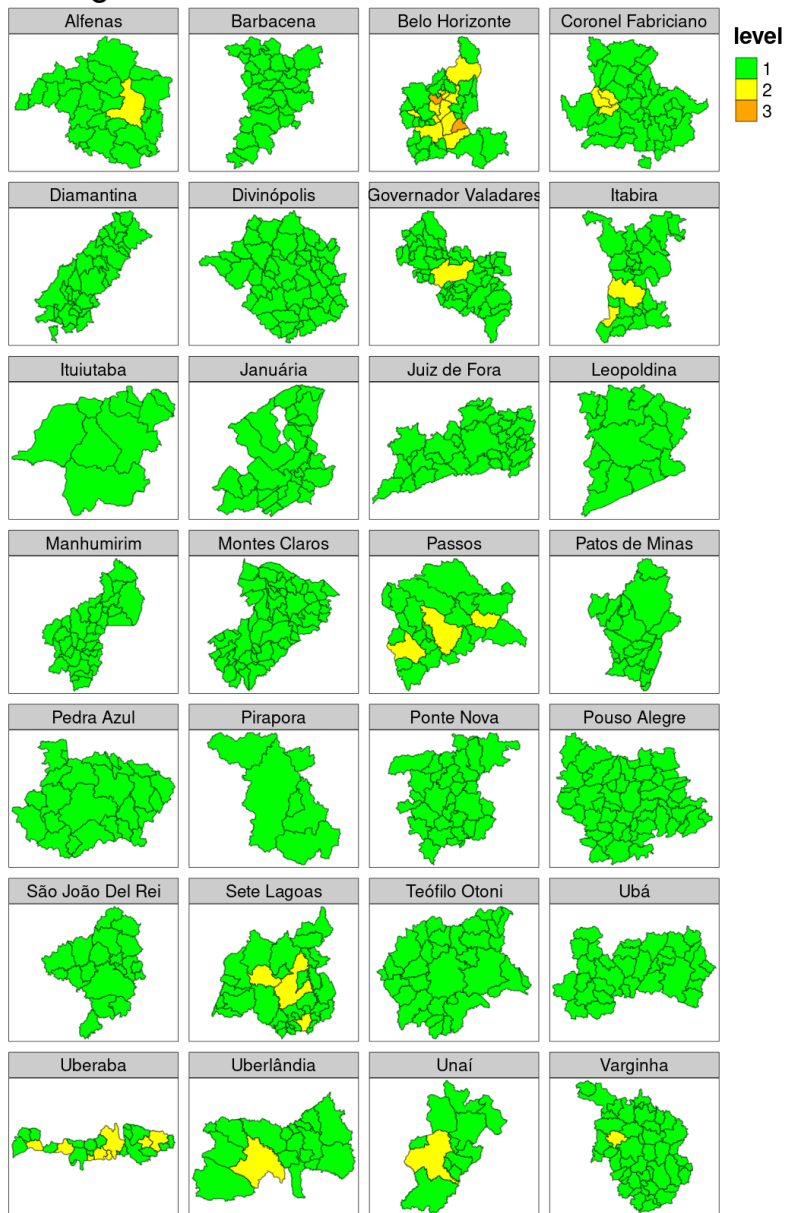 Alfenas
Barbacena
Belo Horizonte
Coronel Fabriciano
level
1
2
3
Diamantina
Divinópolis
Governador Valadares
Itabira
Ituiutaba
Januária
Juiz de Fora
Leopoldina
Manhumirim
Montes Claros
Passos
Patos de Minas
Pedra Azul
Pirapora
Ponte Nova
Pouso Alegre
São João Del Rei
Sete Lagoas
Teófilo Otoni
Ubá
Uberaba
Uberlândia
Unaí
Varginha